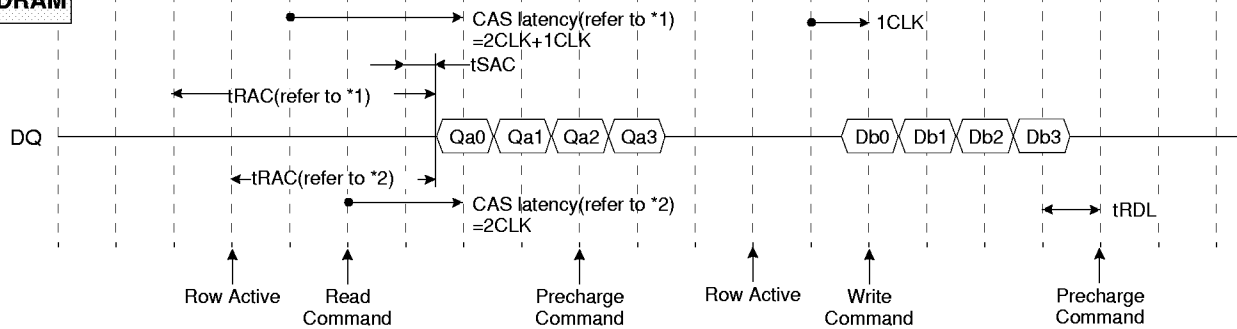 DRAM
CAS latency(refer to *1)
=2CLK+1CLK
1CLK
tSAC
tRAC(refer to *1)
DQ
Qa0 Qa1 Qa2 Qa3
Db0 Db1 Db2 Db3
tRAC(refer to *2)
CAS latency(refer to *2)
=2CLK
tRDL
Row Active
Read
Command
Precharge
Command
Row Active
Write
Command
Precharge
Command